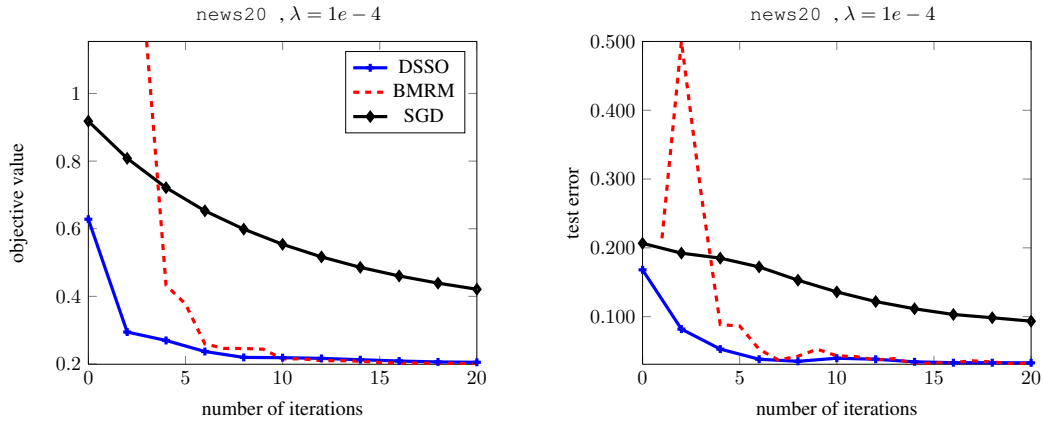 news20 , λ = 1e − 4
objective value
1
0.8
0.6
0.4
0.2
0 5 10 15 20
number of iterations
DSSO
BMRM
SGD
news20 , λ = 1e − 4
test error
0.500
0.400
0.300
0.200
0.100
0 5 10 15 20
number of iterations